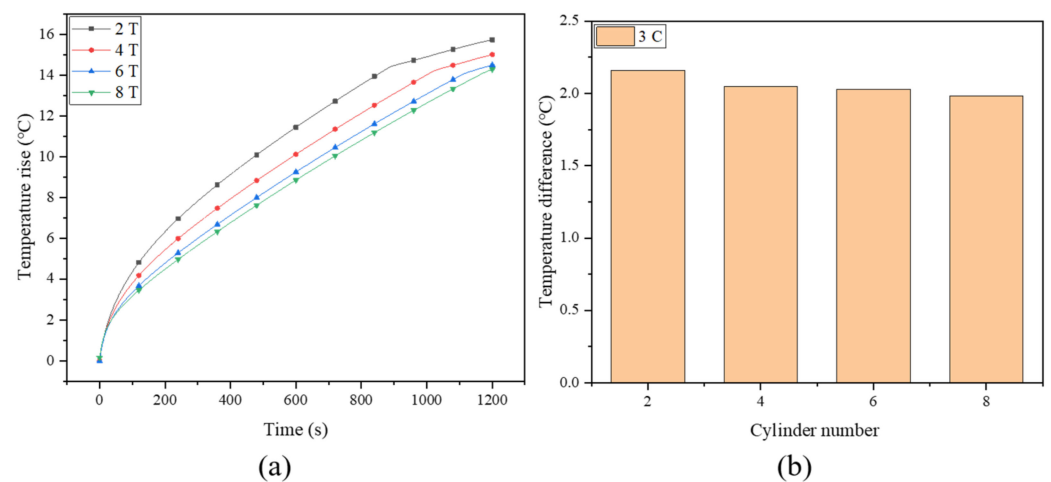 2 T
4 T
6 T
8 T
16
14
12
10
8
6
4
2
0
Temperature rise (℃)
0 200 400 600 800 1000 1200
Time (s)
(a)
3 C
2.5
2.0
1.5
1.0
0.5
0.0
Temperature difference (℃)
2 4 6 8
Cylinder number
(b)